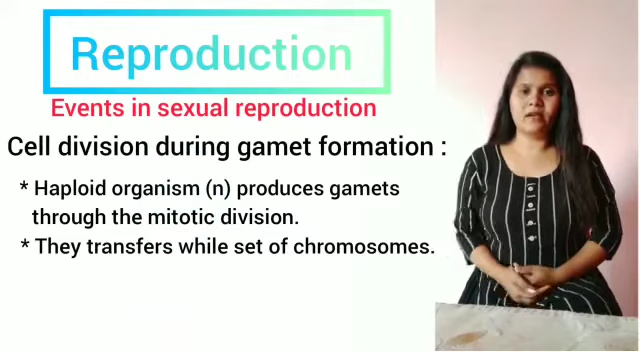 Reproduction
Events in sexual reproduction
Cell division during gamet formation :
* Haploid organism (n) produces gamets
through the mitotic division.
* They transfers while set of chromosomes.